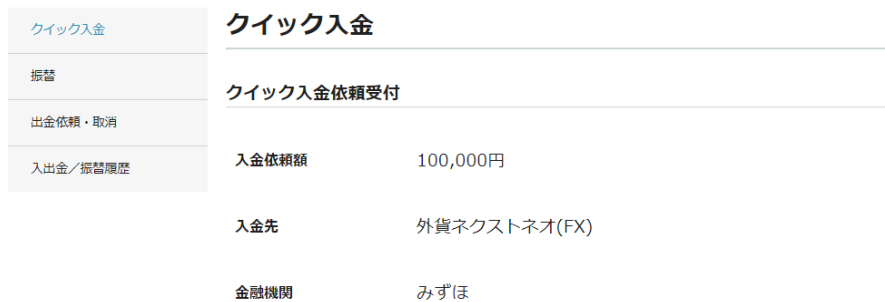 クイック入金
振替
出金依頼・取消
入出金／振替履歴
クイック入金
クイック入金依頼受付
入金依頼額 100,000円
入金先 外貨ネクストネオ(FX)
金融機関 みずほ